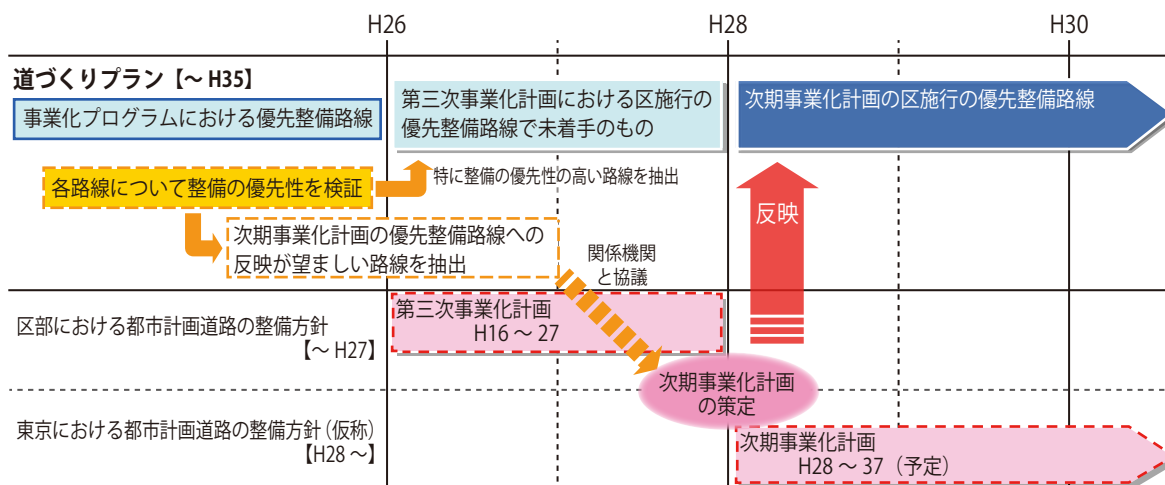 H26
H28
H30
道づくりプラン【~ H35】
事業化プログラムにおける優先整備路線
第三次事業化計画における区施行の
優先整備路線で未着手のもの
次期事業化計画の区施行の優先整備路線
各路線について整備の優先性を検証
特に整備の優先性の高い路線を抽出
反映
次期事業化計画の優先整備路線への
反映が望ましい路線を抽出
関係機関
と協議
区部における都市計画道路の整備方針
【~ H27】
第三次事業化計画
H16 ~ 27
次期事業化計画
の策定
東京における都市計画道路の整備方針(仮称)
【H28 ~】
次期事業化計画
H28 ~ 37(予定)